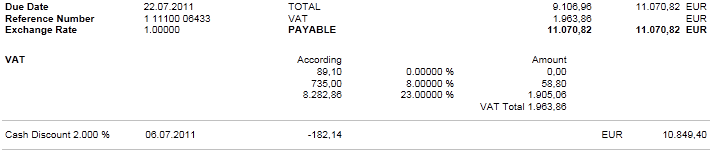 Due Date 22.07.2011 TOTAL 9.106,96 11.070,82 EUR
Reference Number 1 11100 06433 VAT 1.963,86 EUR
Exchange Rate 1.00000 PAYABLE 11.070,82 11.070,82 EUR
VAT According Amount
89,10 0.00000 % 0,00
735,00 8.00000 % 58,80
8.282,86 23.00000 % 1.905,06
VAT Total 1.963,86
Cash Discount 2.000 % 06.07.2011 -182,14 EUR 10.849,40